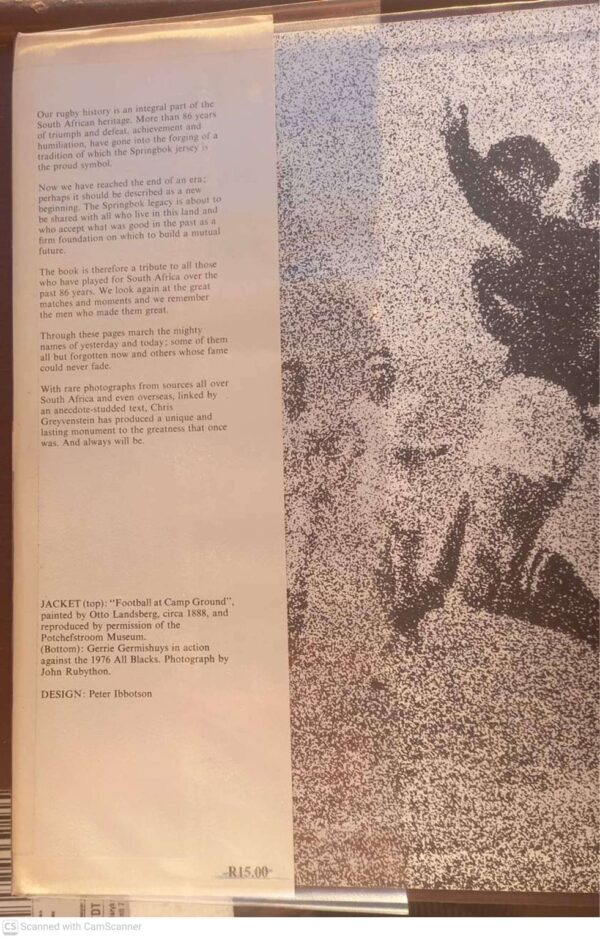 Our rugby history is an integral part of the
South African heritage. More than 86 years
of triumph and defeat, achievement and
humiliation, have gone into the forging of a
tradition of which the Springbok jersey is
the proud symbol.
Now we have reached the end of an era;
perhaps it should be described as a new
beginning. The Springbok legacy is about to
be shared with all who live in this land and
who accept what was good in the past as a
firm foundation on which to build a mutual
future.
The book is therefore a tribute to all those
who have played for South Africa over the
past 86 years. We look again at the great
matches and moments and we remember
the men who made them great.
Through these pages march the mighty
names of yesterday and today; some of them
all but forgotten now and others whose fame
could never fade.
With rare photographs from sources all over
South Africa and even overseas, linked by
an anecdote-studded text, Chris
Greyvenstein has produced a unique and
lasting monument to the greatness that once
was. And always will be.
JACKET (top): "Football at Camp Ground",
painted by Otto Landsberg, circa 1888, and
reproduced by permission of the
Potchefstroom Museum.
(Bottom): Gerrie Germishuys in action
against the 1976 All Blacks. Photograph by
John Rubython.
DESIGN: Peter Ibbotson
R15.00
CS Scanned with CamScanner